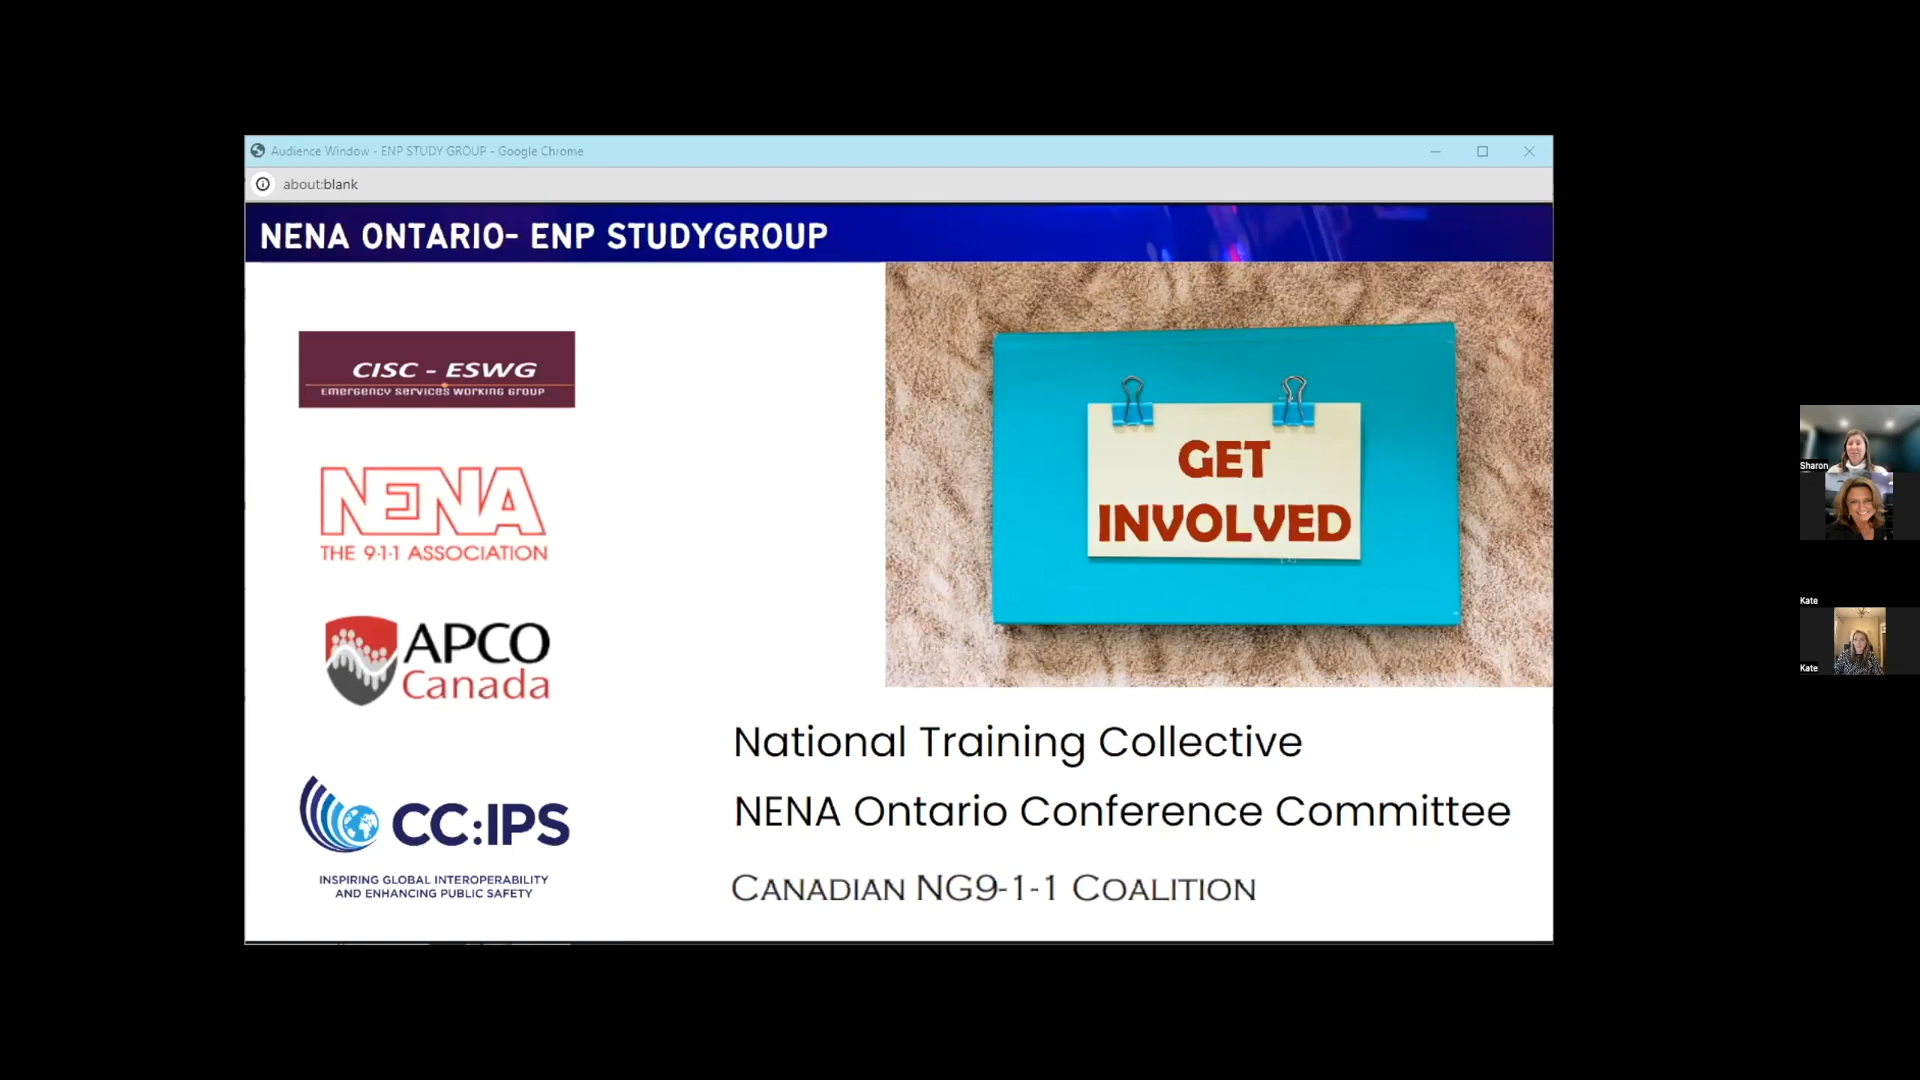 Audience Window - ENP STUDY GROUP - Google Chrome
about:blank
NENA ONTARIO- ENP STUDYGROUP
CISC - ESWG
EMERGENCY SERVICES WORKING GROUP
NENA
THE 9-1-1 ASSOCIATION
APCO
Canada
CC:IPS
INSPIRING GLOBAL INTEROPERABILITY
AND ENHANCING PUBLIC SAFETY
GET
INVOLVED
National Training Collective
NENA Ontario Conference Committee
CANADIAN NG9-1-1 COALITION
Sharon
Kate
Kate